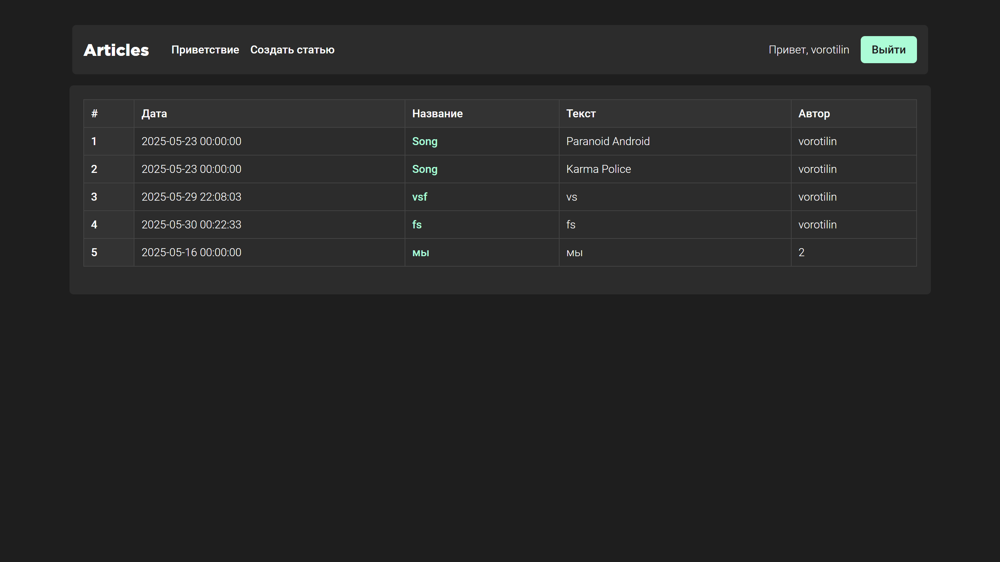 Articles Приветствие Создать статью Привет, vorotilin Выйти
# Дата Название Текст Автор
1 2025-05-23 00:00:00 Song Paranoid Android vorotilin
2 2025-05-23 00:00:00 Song Karma Police vorotilin
3 2025-05-29 22:08:03 vsf vs vorotilin
4 2025-05-30 00:22:33 fs fs vorotilin
5 2025-05-16 00:00:00 мы мы 2